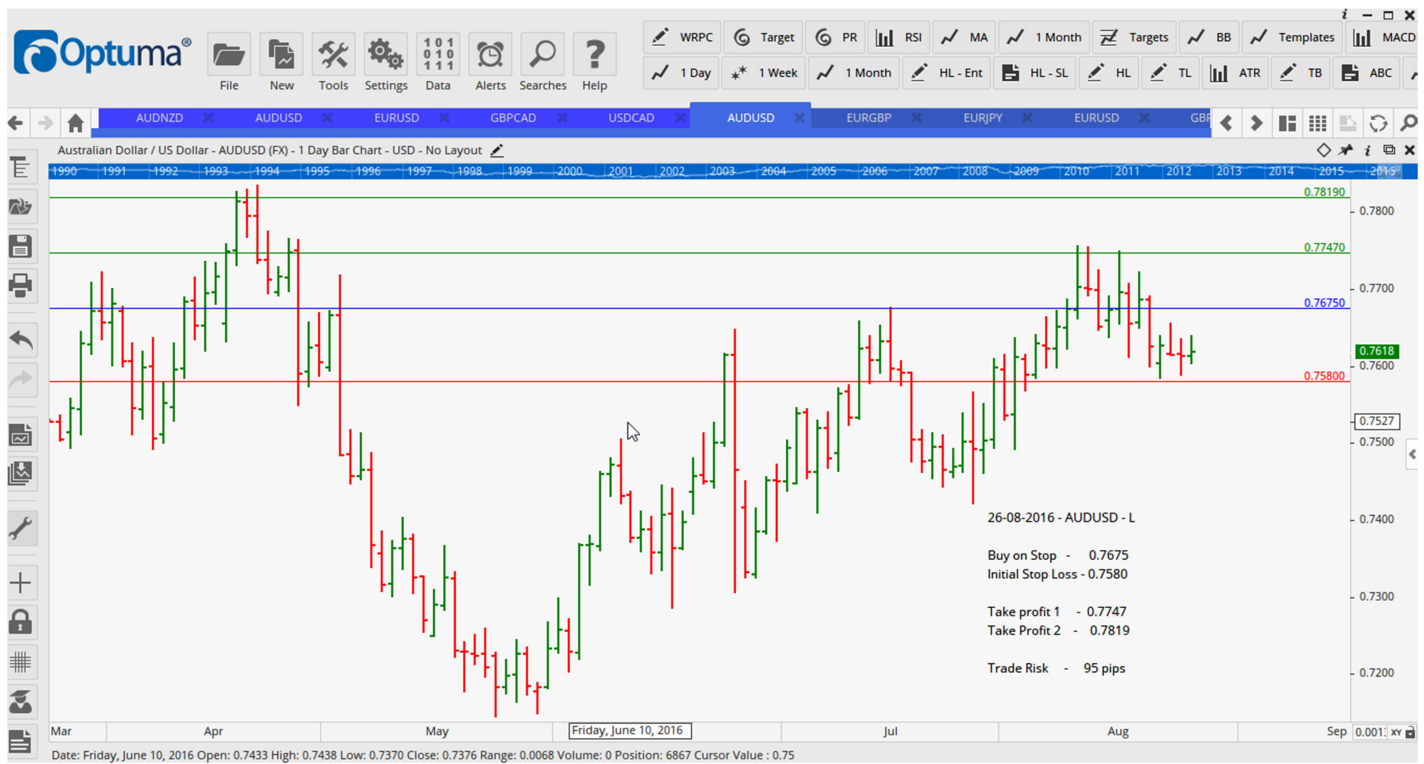 i
Optuma®
File New Tools Settings Data Alerts Searches Help
WRPC Target PR RSI MA 1 Month Targets BB Templates MACD
1 Day 1 Week 1 Month HL - Ent HL - SL HL TL ATR TB ABC
AUDNZD AUDUSD EURUSD GBPCAD USDCAD AUDUSD EURGBP EURJPY EURUSD GBP
Australian Dollar / US Dollar - AUDUSD (FX) - 1 Day Bar Chart - USD - No Layout
1990 1991 1992 1993 1994 1995 1996 1997 1998 1999 2000 2001 2002 2003 2004 2005 2006 2007 2008 2009 2010 2011 2012 2013 2014 2015
0.78190
0.7800
0.77470
0.7700
0.76750
0.7618
0.7600
0.75800
0.7527
0.7500
0.7400
0.7300
0.7200
26-08-2016 - AUDUSD - L
Buy on Stop - 0.7675
Initial Stop Loss - 0.7580
Take profit 1 - 0.7747
Take Profit 2 - 0.7819
Trade Risk - 95 pips
Mar Apr May Friday, June 10, 2016 Jul Aug Sep XY
Date: Friday, June 10, 2016 Open: 0.7433 High: 0.7438 Low: 0.7370 Close: 0.7376 Range: 0.0068 Volume: 0 Position: 6867 Cursor Value : 0.75